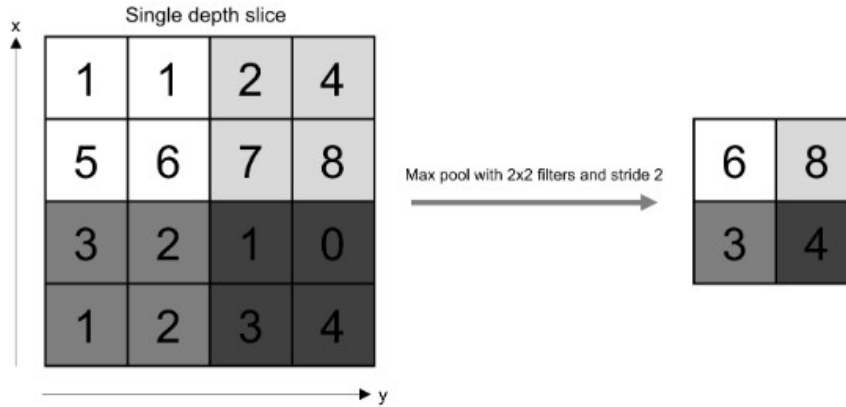 Single depth slice
x
1 1 2 4
5 6 7 8
3 2 1 0
1 2 3 4
y
Max pool with 2x2 filters and stride 2
6 8
3 4